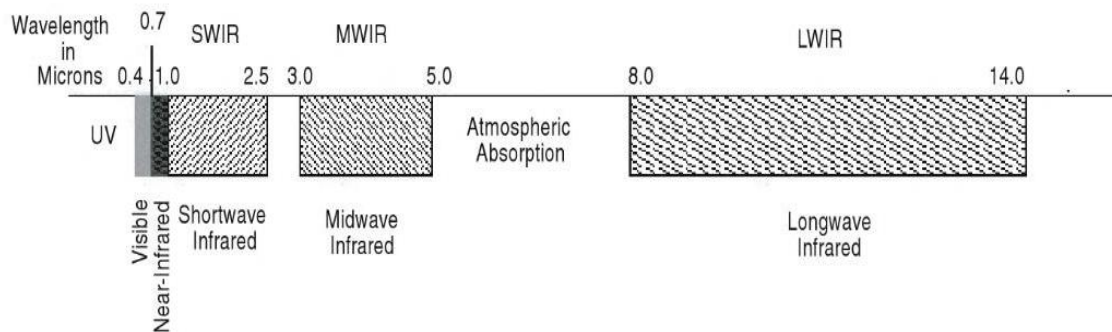 Wavelength
in
Microns
0.7
SWIR
MWIR
LWIR
0.4 1.0 2.5 3.0 5.0 8.0 14.0
UV
Atmospheric
Absorption
Visible
Near-Infrared
Shortwave
Infrared
Midwave
Infrared
Longwave
Infrared